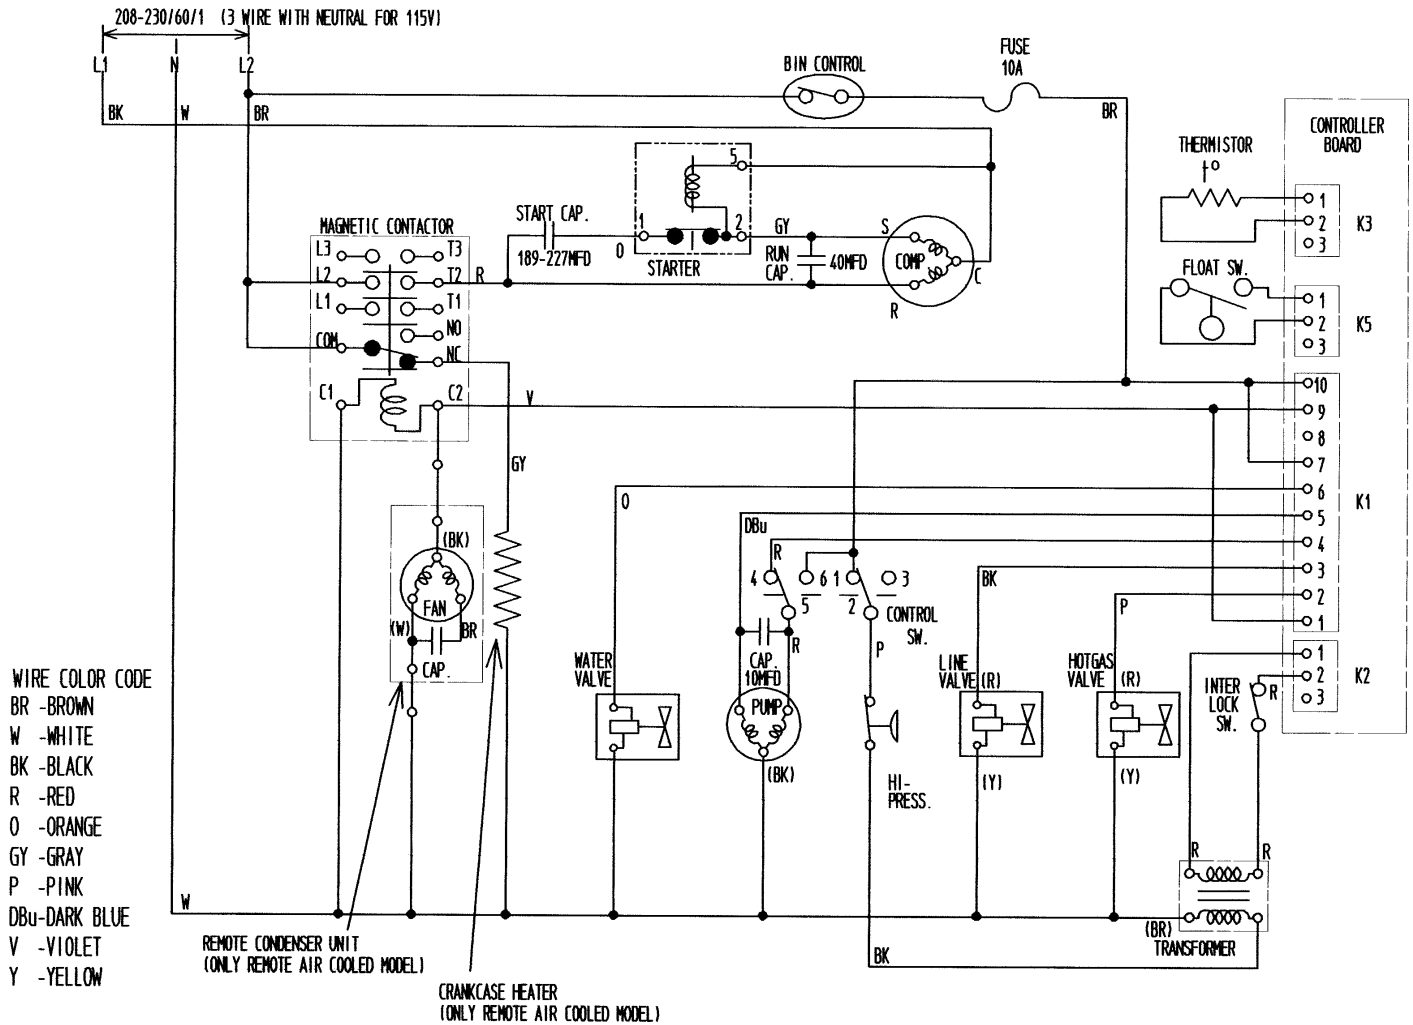 208-230/60/1 (3 WIRE WITH NEUTRAL FOR 115V)
L1
N
L2
BK
W
BR
BIN CONTROL
FUSE
10A
BR
CONTROLLER
BOARD
THERMISTOR
to
1
2
3
K3
FLOAT SW.
1
2
3
K5
MAGNETIC CONTACTOR
L3
T3
L2
T2
R
L1
T1
NO
COM
NC
C1
C2
V
START CAP.
189-227MFD
O
1
5
2
STARTER
GY
RUN
CAP.
40MFD
S
COMP
C
R
10
9
8
7
6
5
4
3
2
1
K1
1
2
3
K2
GY
O
DBu
R
4
5
6
1
2
3
CONTROL
SW.
BK
P
(BK)
FAN
(W)
BR
CAP.
WATER
VALVE
CAP.
10MFD
R
PUMP
(BK)
P
HI-
PRESS.
LINE
VALVE (R)
(Y)
HOTGAS
VALVE (R)
(Y)
INTER
LOCK
SW.
R
R
R
(BR)
TRANSFORMER
BK
W
WIRE COLOR CODE
BR -BROWN
W -WHITE
BK -BLACK
R -RED
O -ORANGE
GY -GRAY
P -PINK
DBu-DARK BLUE
V -VIOLET
Y -YELLOW
REMOTE CONDENSER UNIT
(ONLY REMOTE AIR COOLED MODEL)
CRANKCASE HEATER
(ONLY REMOTE AIR COOLED MODEL)